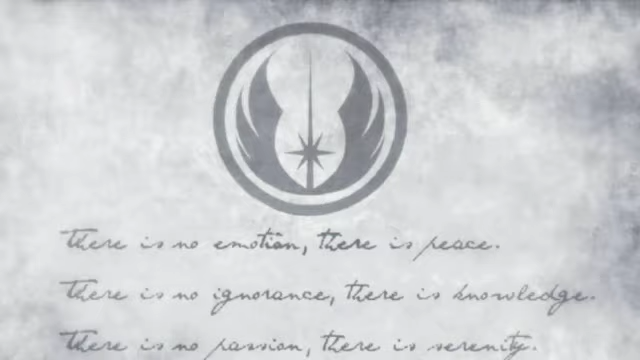 There is no emotion, there is peace.
There is no ignorance, there is knowledge.
There is no passion, there is serenity.